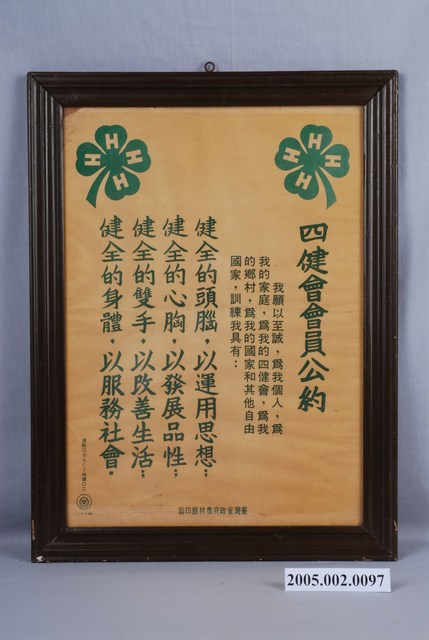 H
H
H
H
H
H
H
H
四健會會員公約
我願以至誠，為我個人，為
我的家庭，為我的四健會，為我
的鄉村，為我的國家和其他自由
國家，訓練我具有：
健全的頭腦，以運用思想；
健全的心胸，以發展品性；
健全的雙手，以改善生活；
健全的身體，以服務社會。
臺灣省政府農林廳印製
2005.002.0097